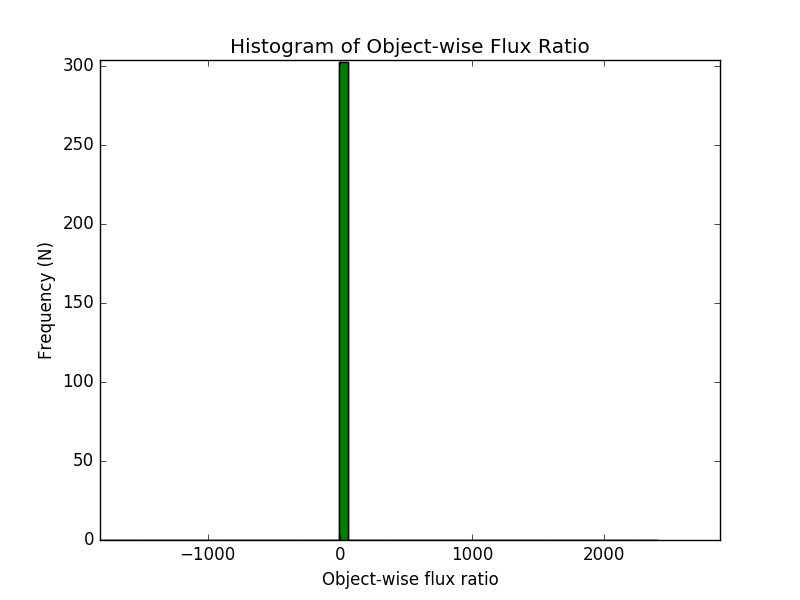 Histogram of Object-wise Flux Ratio
300
250
200
150
100
50
0
Frequency (N)
−1000 0 1000 2000
Object-wise flux ratio